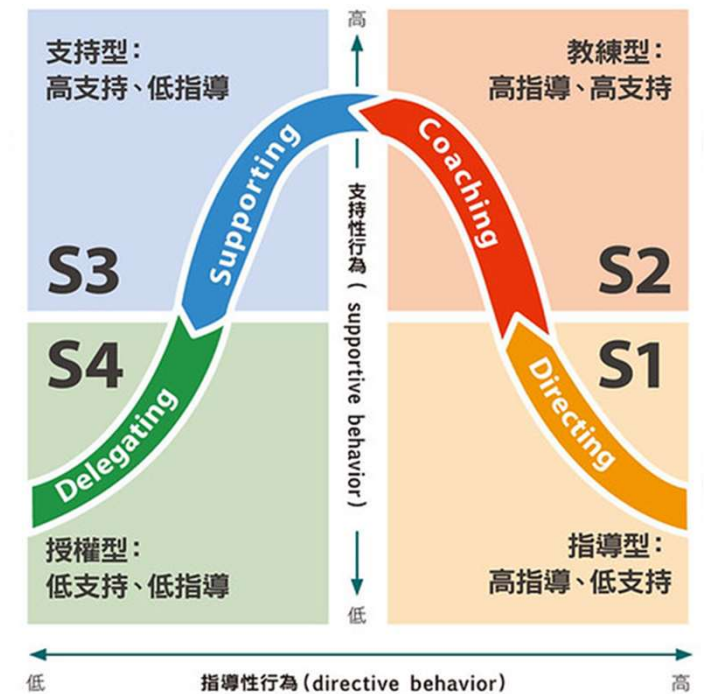 高
支持型：
高支持、低指導
教練型：
高指導、高支持
Supporting
Coaching
S3
S2
支持性行為（supportive behavior）
S4
S1
Delegating
Directing
授權型：
低支持、低指導
指導型：
高指導、低支持
低
低
指導性行為（directive behavior）
高